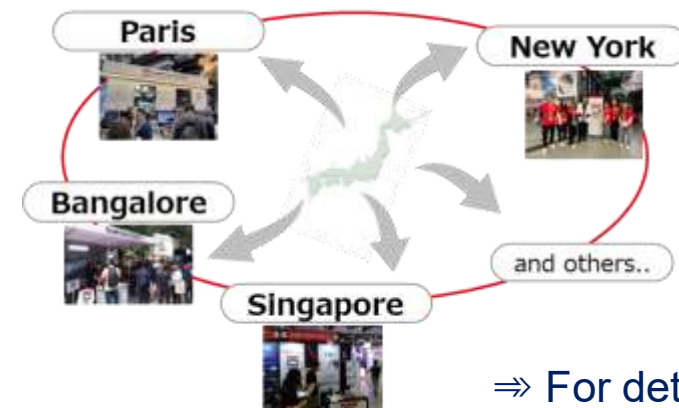 Paris
New York
Bangalore
and others..
Singapore
⇒ For det